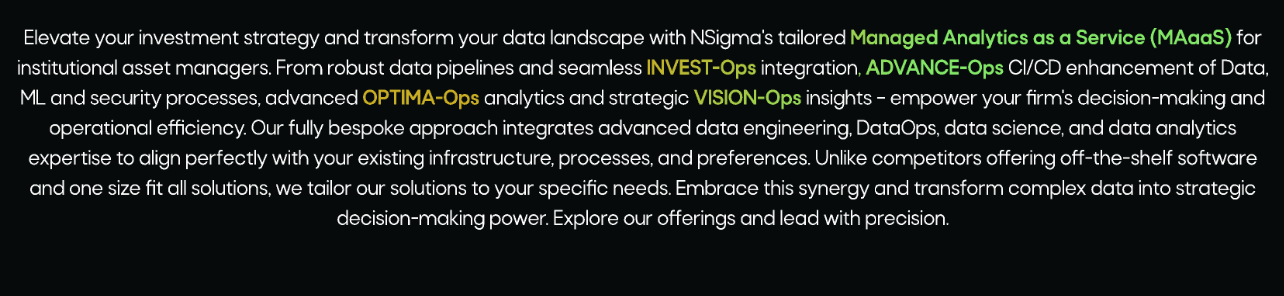 Elevate your investment strategy and transform your data landscape with NSigma's tailored Managed Analytics as a Service (MAaaS) for
institutional asset managers. From robust data pipelines and seamless INVEST-Ops integration, ADVANCE-Ops CI/CD enhancement of Data,
ML and security processes, advanced OPTIMA-Ops analytics and strategic VISION-Ops insights – empower your firm's decision-making and
operational efficiency. Our fully bespoke approach integrates advanced data engineering, DataOps, data science, and data analytics
expertise to align perfectly with your existing infrastructure, processes, and preferences. Unlike competitors offering off-the-shelf software
and one size fit all solutions, we tailor our solutions to your specific needs. Embrace this synergy and transform complex data into strategic
decision-making power. Explore our offerings and lead with precision.